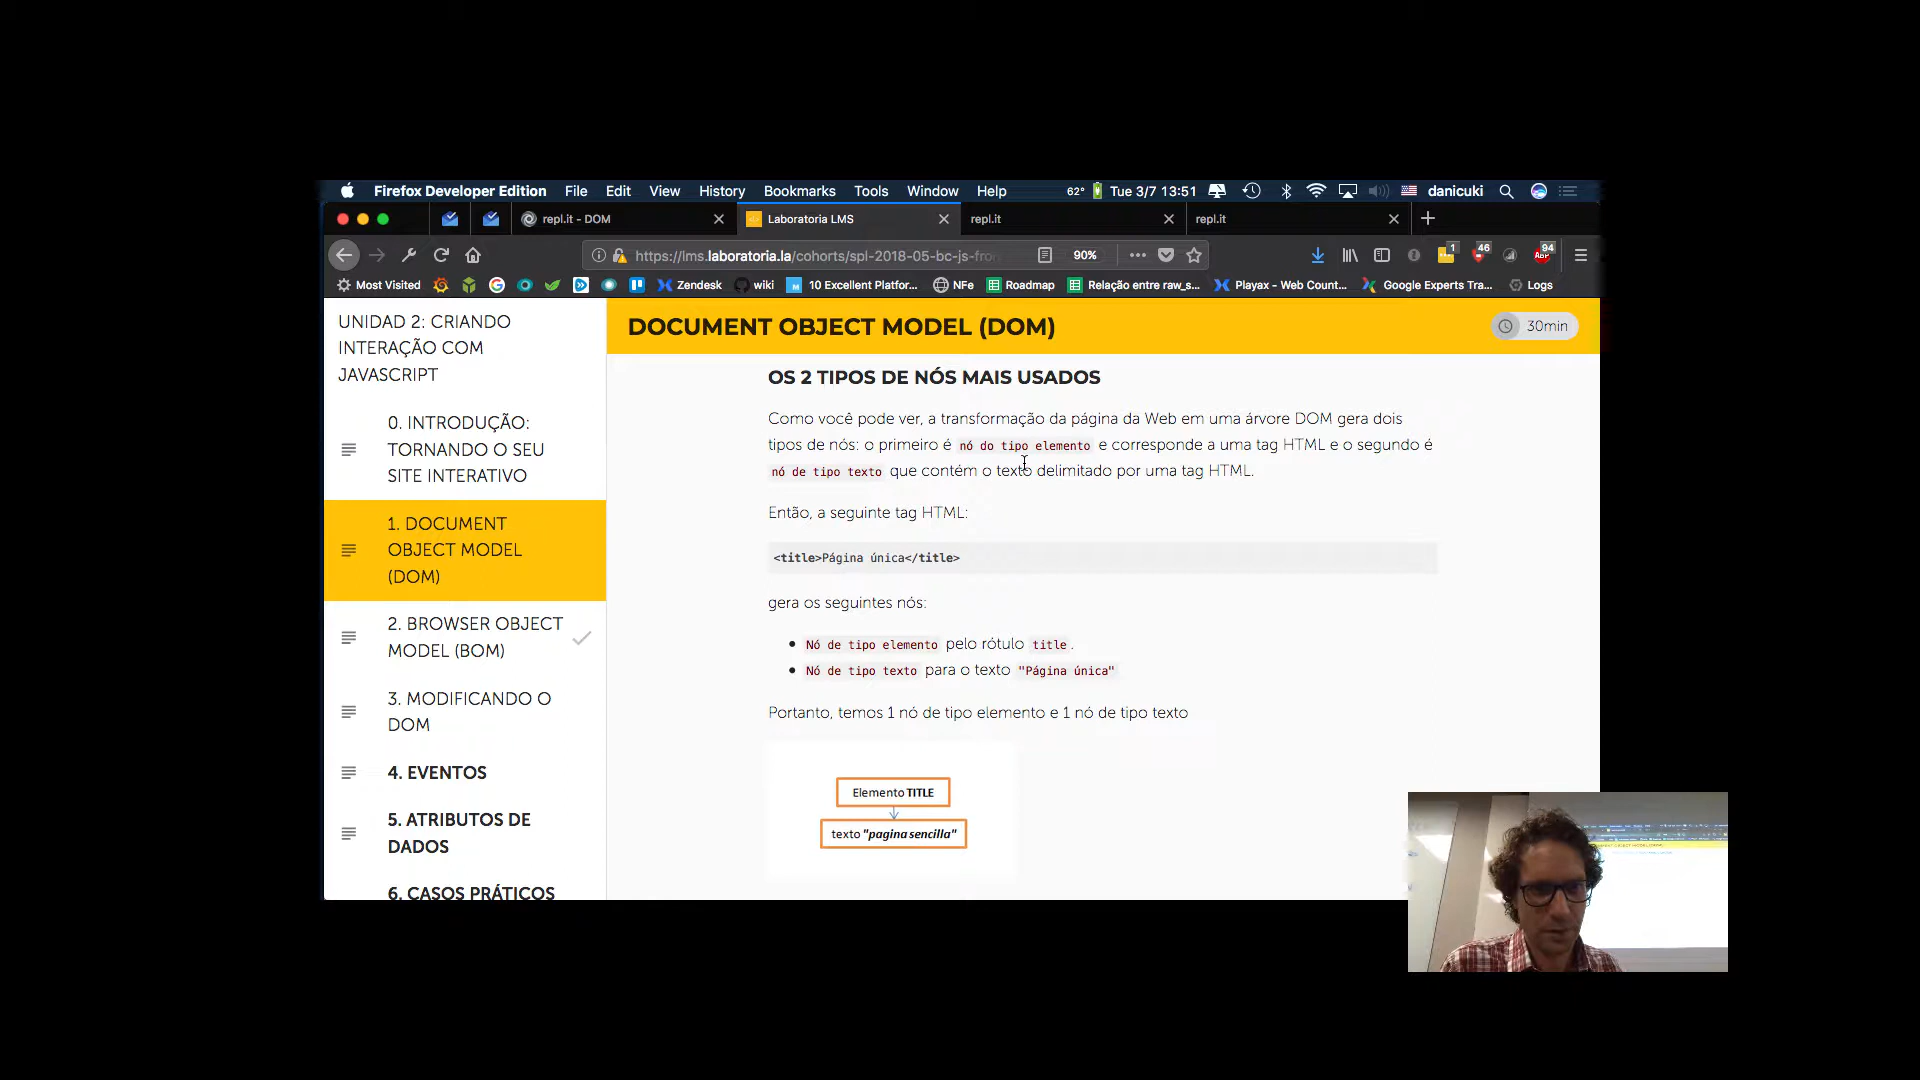 Firefox Developer Edition File Edit View History Bookmarks Tools Window Help 62° Tue 3/7 13:51 danicuki
repl.it - DOM Laboratoria LMS repl.it repl.it
https://lms.laboratoria.la/cohorts/spl-2018-05-bc-js-fron 90% 1 46 94
ABP
Most Visited Zendesk wiki 10 Excellent Platfor... NFe Roadmap Relação entre raw_s... Playax - Web Count... Google Experts Tra... Logs
UNIDAD 2: CRIANDO
INTERAÇÃO COM
JAVASCRIPT
0. INTRODUÇÃO:
TORNANDO O SEU
SITE INTERATIVO
1. DOCUMENT
OBJECT MODEL
(DOM)
2. BROWSER OBJECT
MODEL (BOM)
3. MODIFICANDO O
DOM
4. EVENTOS
5. ATRIBUTOS DE
DADOS
6. CASOS PRÁTICOS
DOCUMENT OBJECT MODEL (DOM)
30min
OS 2 TIPOS DE NÓS MAIS USADOS
Como você pode ver, a transformação da página da Web em uma árvore DOM gera dois
tipos de nós: o primeiro é nó do tipo elemento e corresponde a uma tag HTML e o segundo é
nó de tipo texto que contém o texto delimitado por uma tag HTML.
Então, a seguinte tag HTML:
<title>Página única</title>
gera os seguintes nós:
Nó de tipo elemento pelo rótulo title.
Nó de tipo texto para o texto "Página única"
Portanto, temos 1 nó de tipo elemento e 1 nó de tipo texto
Elemento TITLE
texto "pagina sencilla"